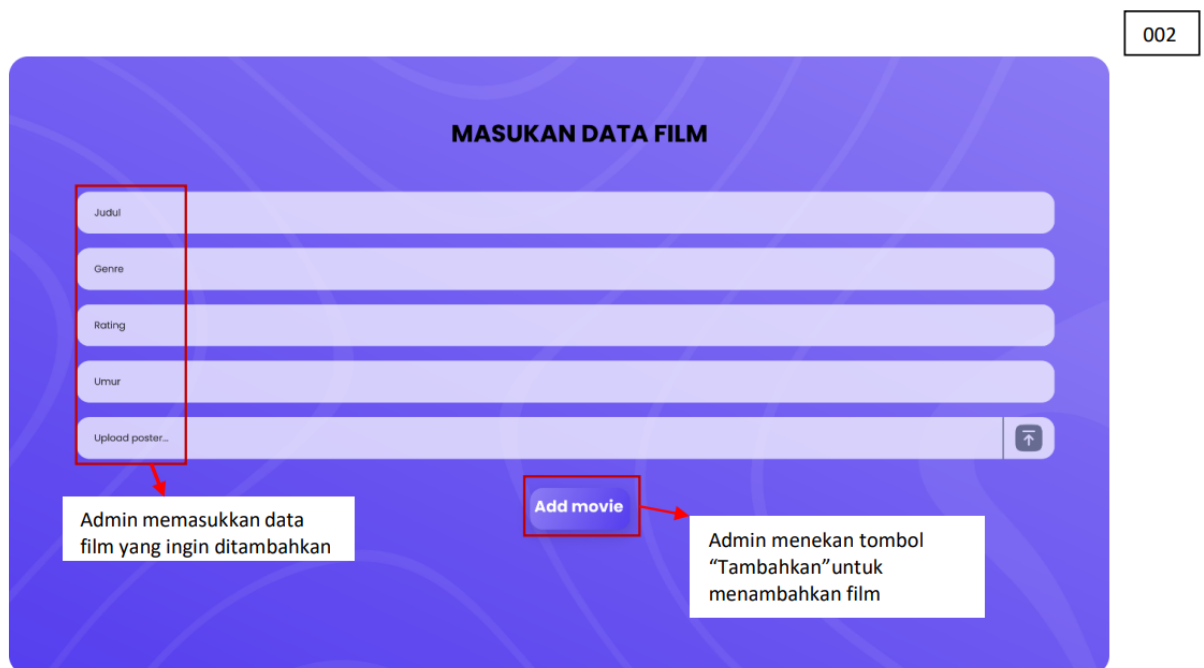 002
MASUKAN DATA FILM
Judul
Genre
Rating
Umur
Upload poster...
Add movie
Admin memasukkan data
film yang ingin ditambahkan
Admin menekan tombol
“Tambahkan”untuk
menambahkan film